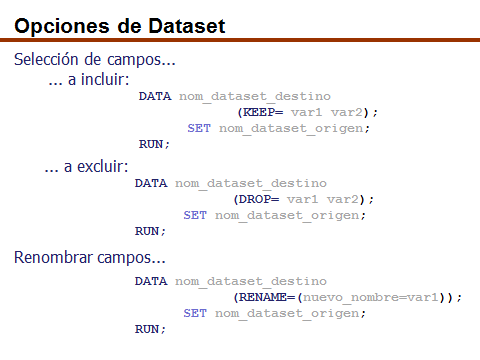 Opciones de Dataset
Selección de campos...
... a incluir:
DATA nom_dataset_destino
(KEEP= var1 var2);
SET nom_dataset_origen;
RUN;
... a excluir:
DATA nom_dataset_destino
(DROP= var1 var2);
SET nom_dataset_origen;
RUN;
Renombrar campos...
DATA nom_dataset_destino
(RENAME=(nuevo_nombre=var1));
SET nom_dataset_origen;
RUN;